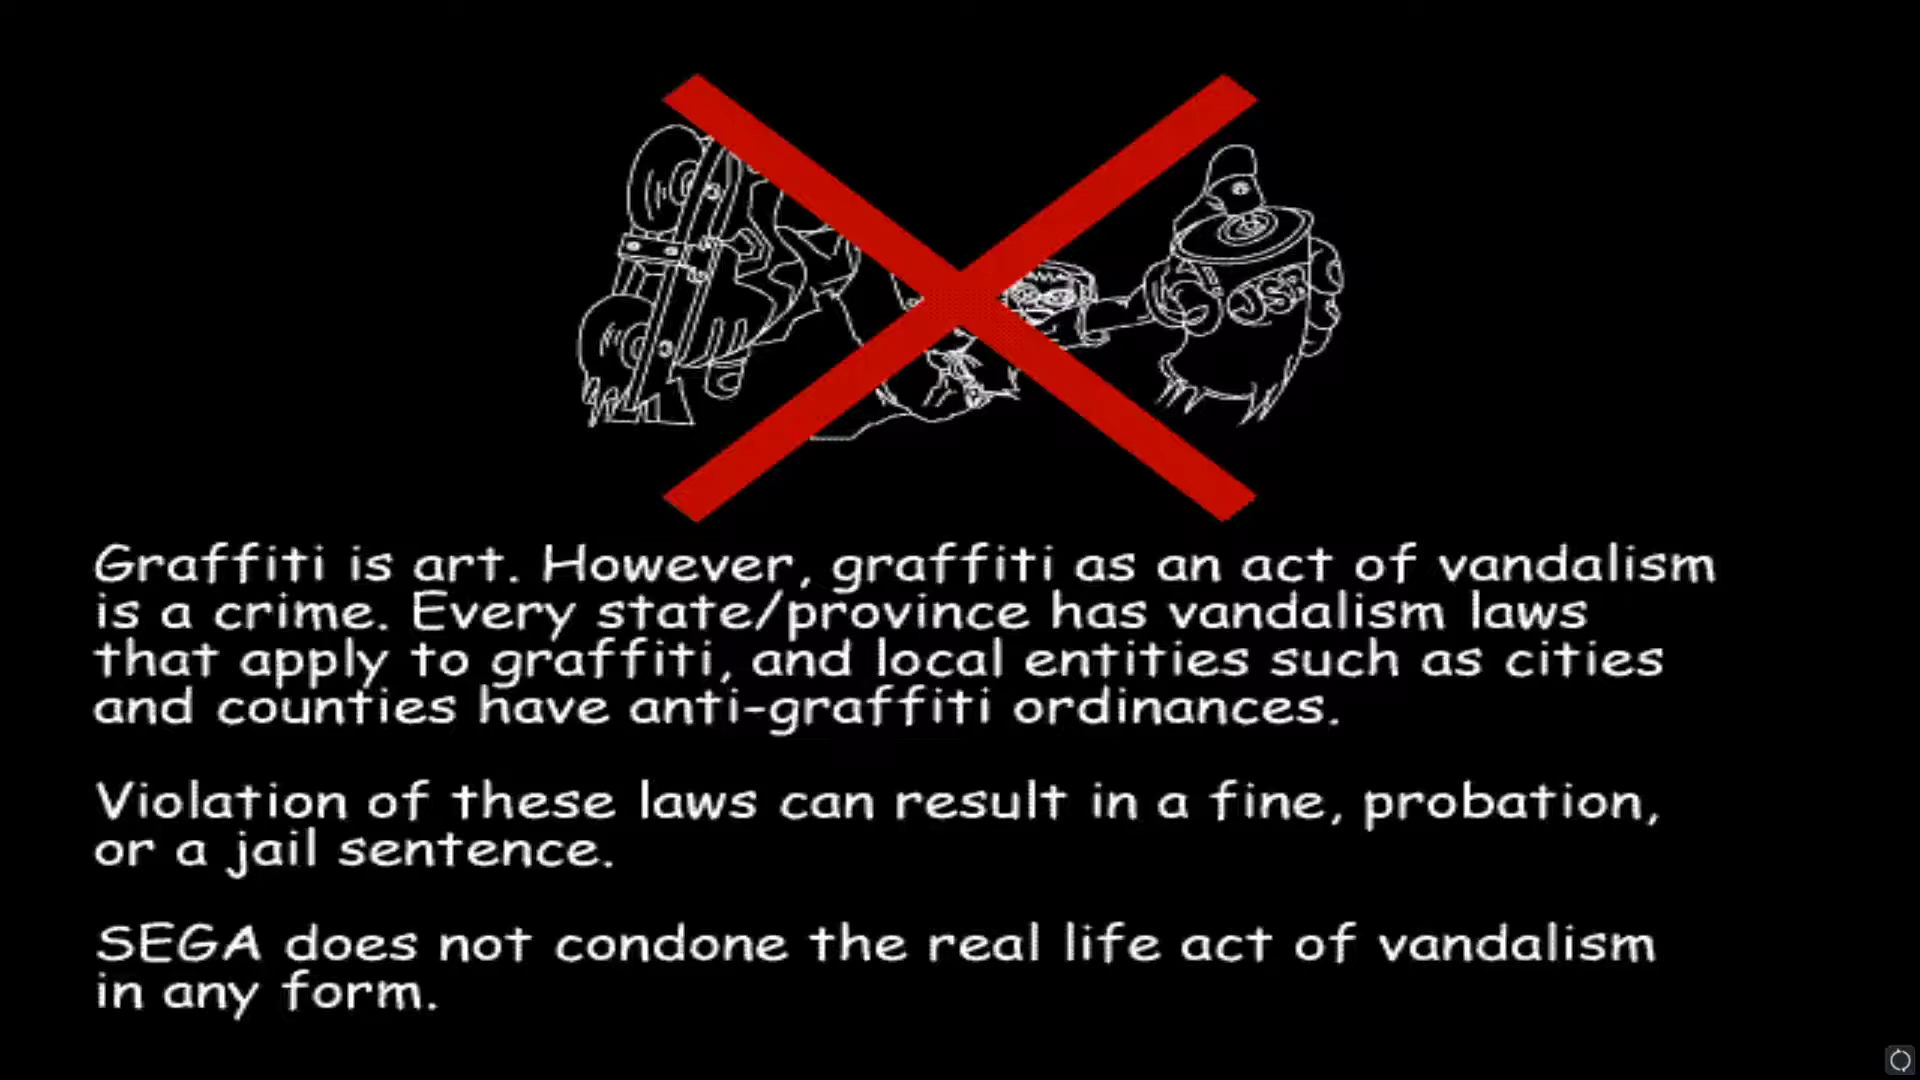 JSR
Graffiti is art. However, graffiti as an act of vandalism
is a crime. Every state/province has vandalism laws
that apply to graffiti, and local entities such as cities
and counties have anti-graffiti ordinances.
Violation of these laws can result in a fine, probation,
or a jail sentence.
SEGA does not condone the real life act of vandalism
in any form.